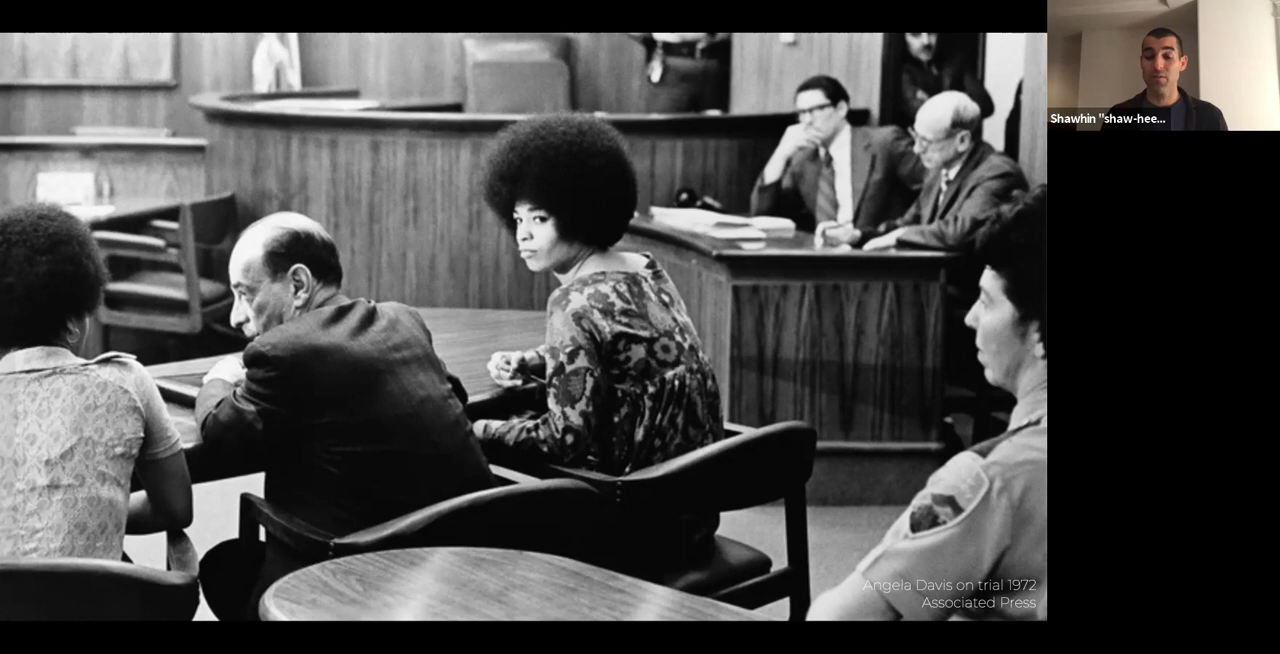 Shawhin "shaw-hee...
Angela Davis on trial 1972
Associated Press